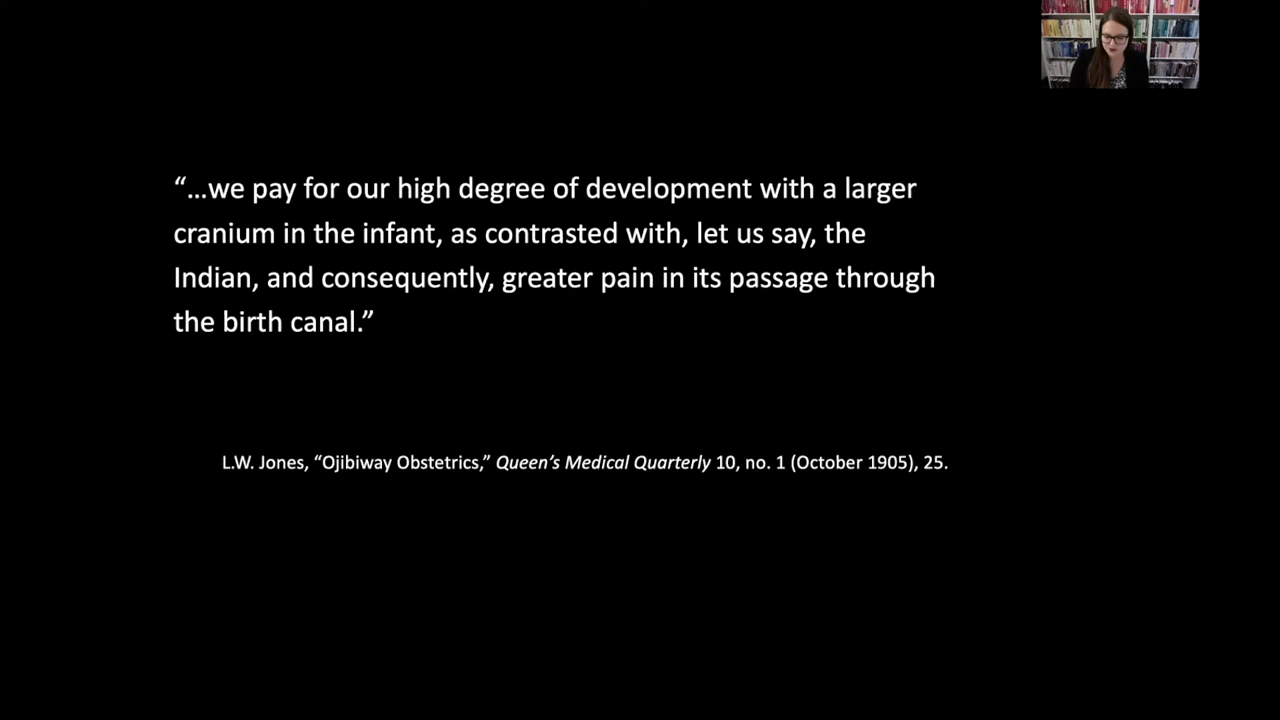 “…we pay for our high degree of development with a larger
cranium in the infant, as contrasted with, let us say, the
Indian, and consequently, greater pain in its passage through
the birth canal.”
L.W. Jones, “Ojibiway Obstetrics,” Queen’s Medical Quarterly 10, no. 1 (October 1905), 25.